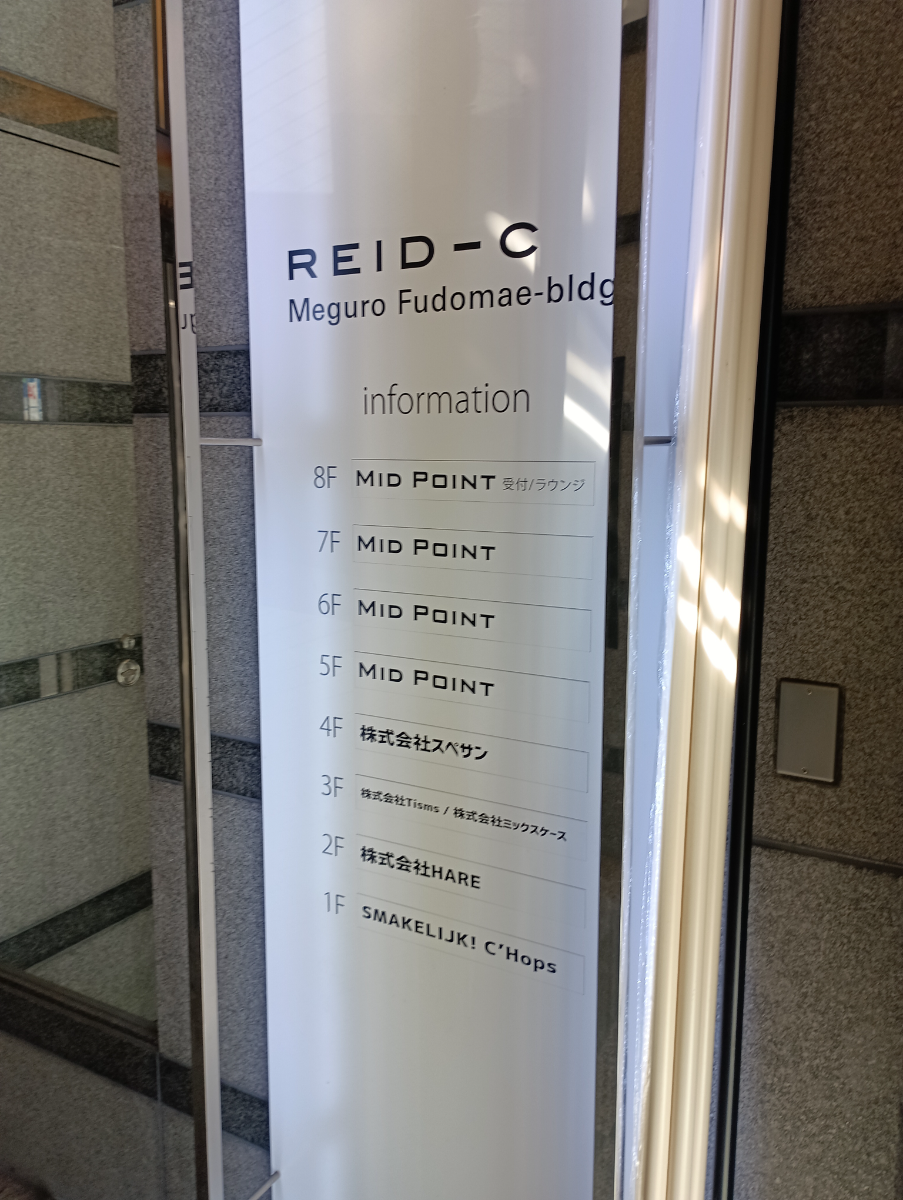 REID-C
Meguro Fudomae-bldg
information
8F MID POINT 受付/ラウンジ
7F MID POINT
6F MID POINT
5F MID POINT
4F 株式会社スペサン
3F 株式会社Tisms / 株式会社ミックスケース
2F 株式会社HARE
1F SMAKELIJK! C'Hops